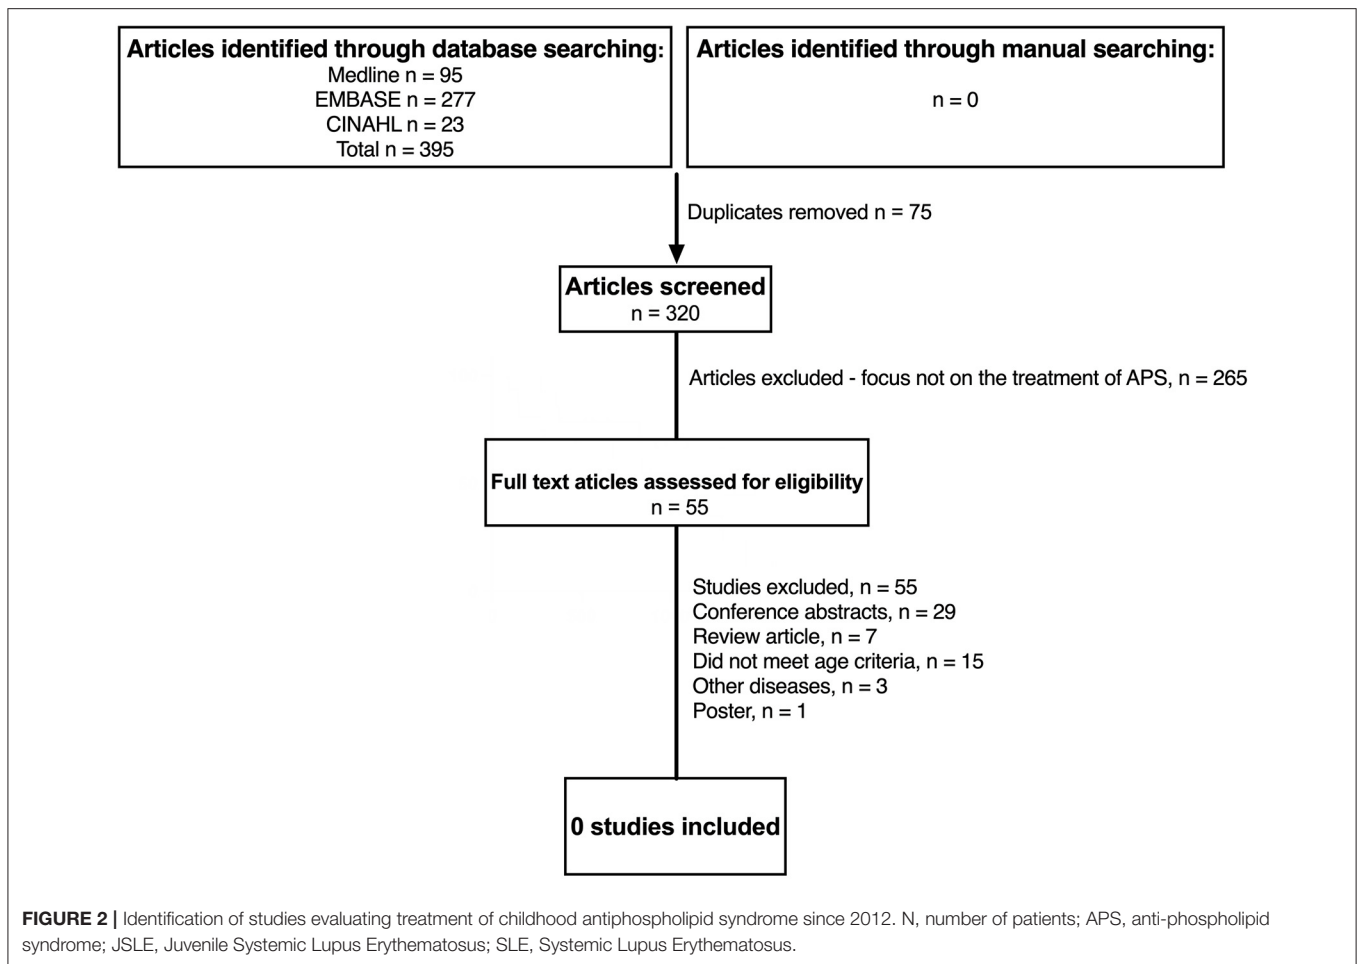 Articles identified through database searching:
Medline n = 95
EMBASE n = 277
CINAHL n = 23
Total n = 395
Articles identified through manual searching:
n = 0
Duplicates removed n = 75
Articles screened
n = 320
Articles excluded - focus not on the treatment of APS, n = 265
Full text aticles assessed for eligibility
n = 55
Studies excluded, n = 55
Conference abstracts, n = 29
Review article, n = 7
Did not meet age criteria, n = 15
Other diseases, n = 3
Poster, n = 1
0 studies included
FIGURE 2 | Identification of studies evaluating treatment of childhood antiphospholipid syndrome since 2012. N, number of patients; APS, anti-phospholipid
syndrome; JSLE, Juvenile Systemic Lupus Erythematosus; SLE, Systemic Lupus Erythematosus.